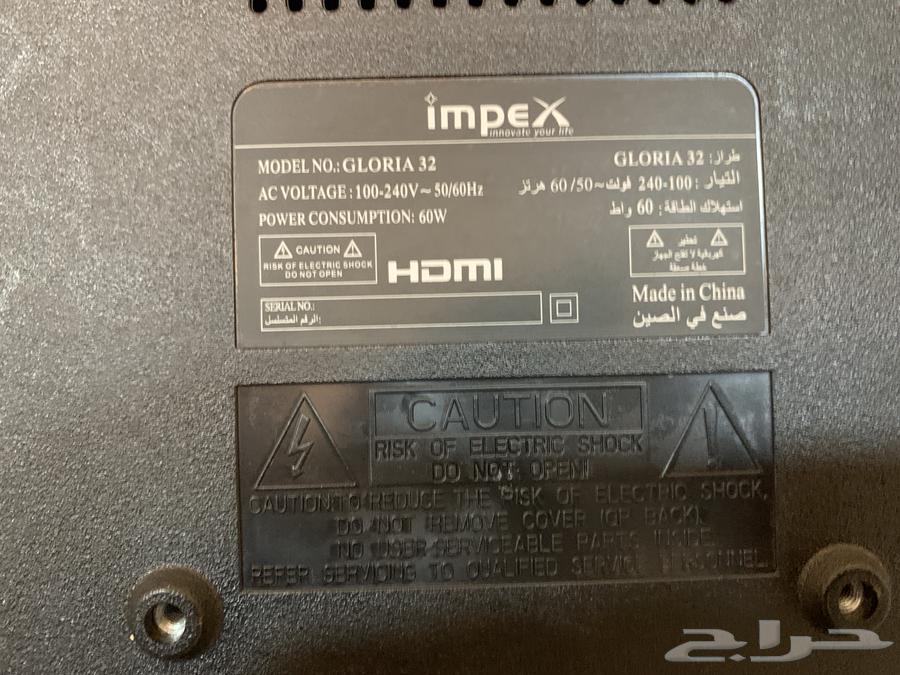 impex
innovate your life
MODEL NO.: GLORIA 32
AC VOLTAGE : 100-240V ~ 50/60Hz
POWER CONSUMPTION: 60W
طراز: GLORIA 32
التيار : 100-240 فولت~50/ 60 هرتز
استهلاك الطاقة : 60 واط
CAUTION
RISK OF ELECTRIC SHOCK
DO NOT OPEN
HDMI
تحذير
SERIAL NO.:
الرقم المتسلسل:
Made in China
صنع في الصين
CAUTION
RISK OF ELECTRIC SHOCK
DO NOT OPEN!
CAUTION:TO REDUCE THE RISK OF ELECTRIC SHOCK,
DO NOT REMOVE COVER (OR BACK).
NO USER-SERVICEABLE PARTS INSIDE.
REFER SERVICING TO QUALIFIED SERVICE PERSONNEL.
حراج